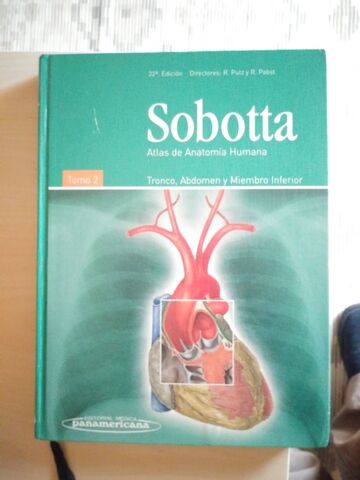 22ª Edición Directores: R. Putz y R. Pabst
Sobotta
Atlas de Anatomía Humana
Tomo 2
Tronco, Abdomen y Miembro Inferior
EDITORIAL MEDICA
panamericana